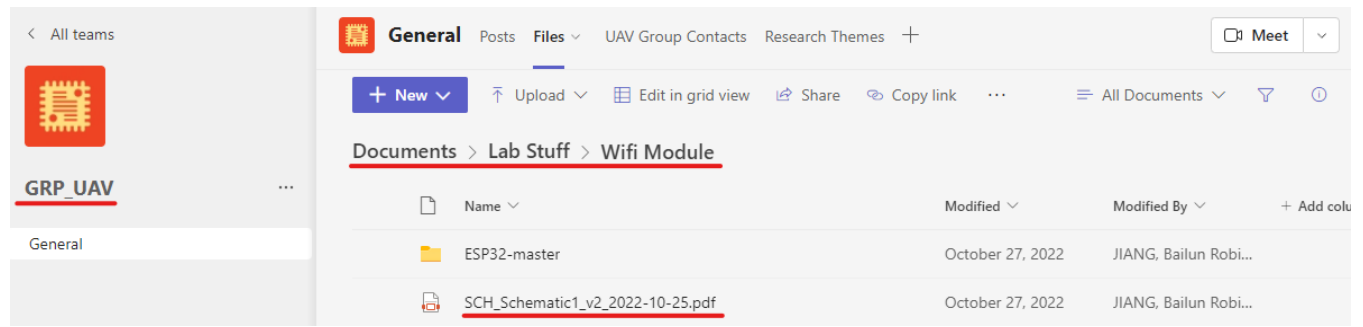 All teams
GRP_UAV ...
General
General Posts Files UAV Group Contacts Research Themes Meet
New Upload Edit in grid view Share Copy link ... All Documents
Documents > Lab Stuff > Wifi Module
Name Modified Modified By + Add colu
ESP32-master October 27, 2022 JIANG, Bailun Robi...
SCH_Schematic1_v2_2022-10-25.pdf October 27, 2022 JIANG, Bailun Robi...